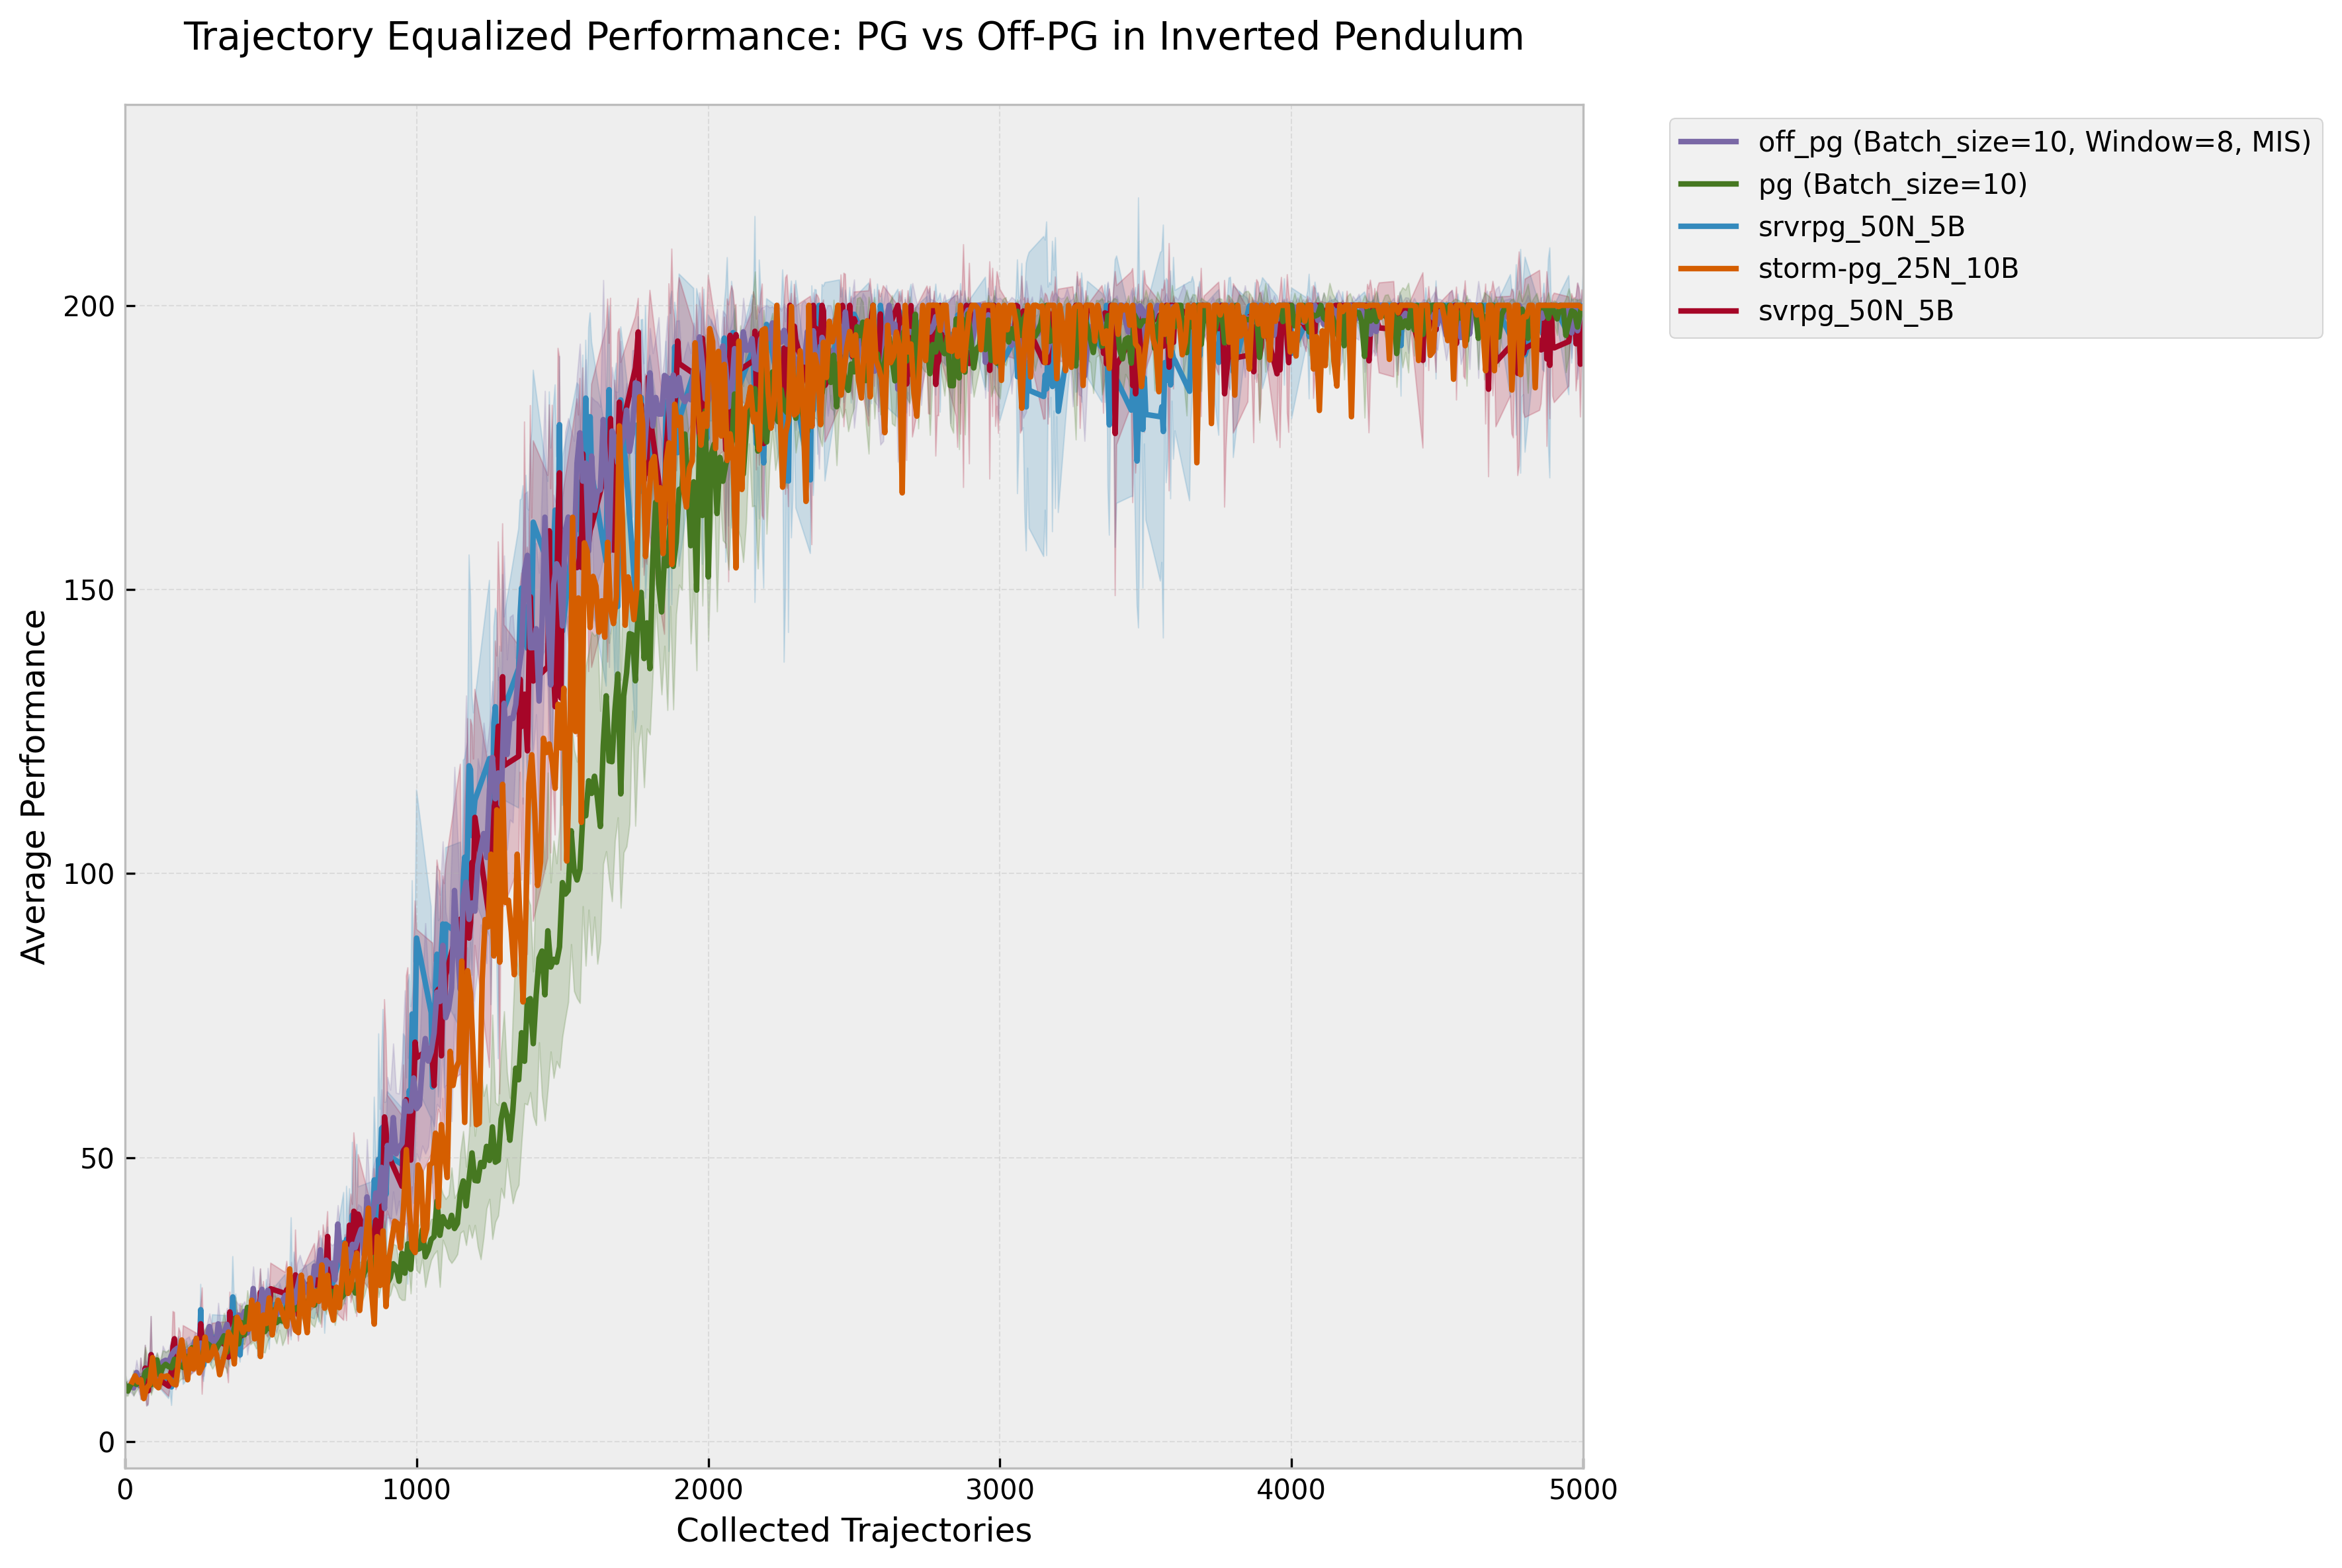 Trajectory Equalized Performance: PG vs Off-PG in Inverted Pendulum
off_pg (Batch_size=10, Window=8, MIS)
pg (Batch_size=10)
srvrpg_50N_5B
storm-pg_25N_10B
svrpg_50N_5B
Average Performance
200
150
100
50
0
0 1000 2000 3000 4000 5000
Collected Trajectories